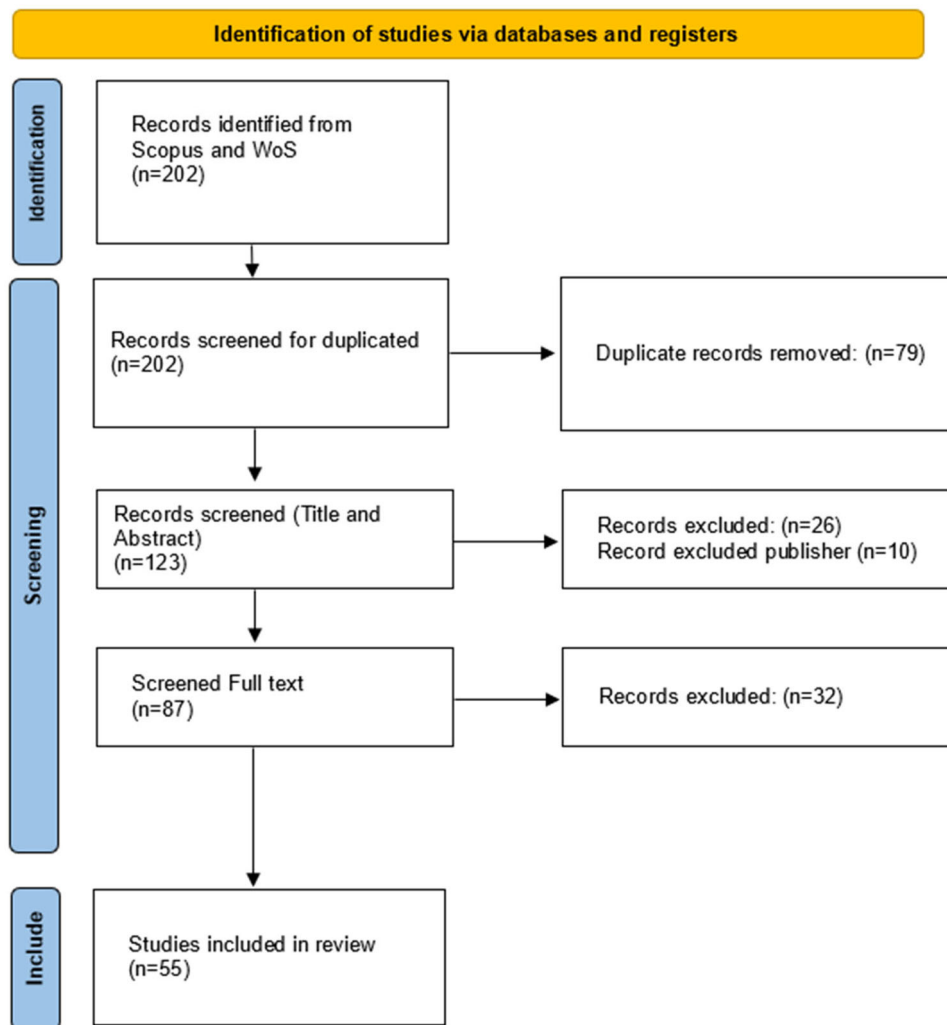 Identification of studies via databases and registers
Identification
Records identified from
Scopus and WoS
(n=202)
Screening
Records screened for duplicated
(n=202)
Duplicate records removed: (n=79)
Records screened (Title and
Abstract)
(n=123)
Records excluded: (n=26)
Record excluded publisher (n=10)
Screened Full text
(n=87)
Records excluded: (n=32)
Include
Studies included in review
(n=55)